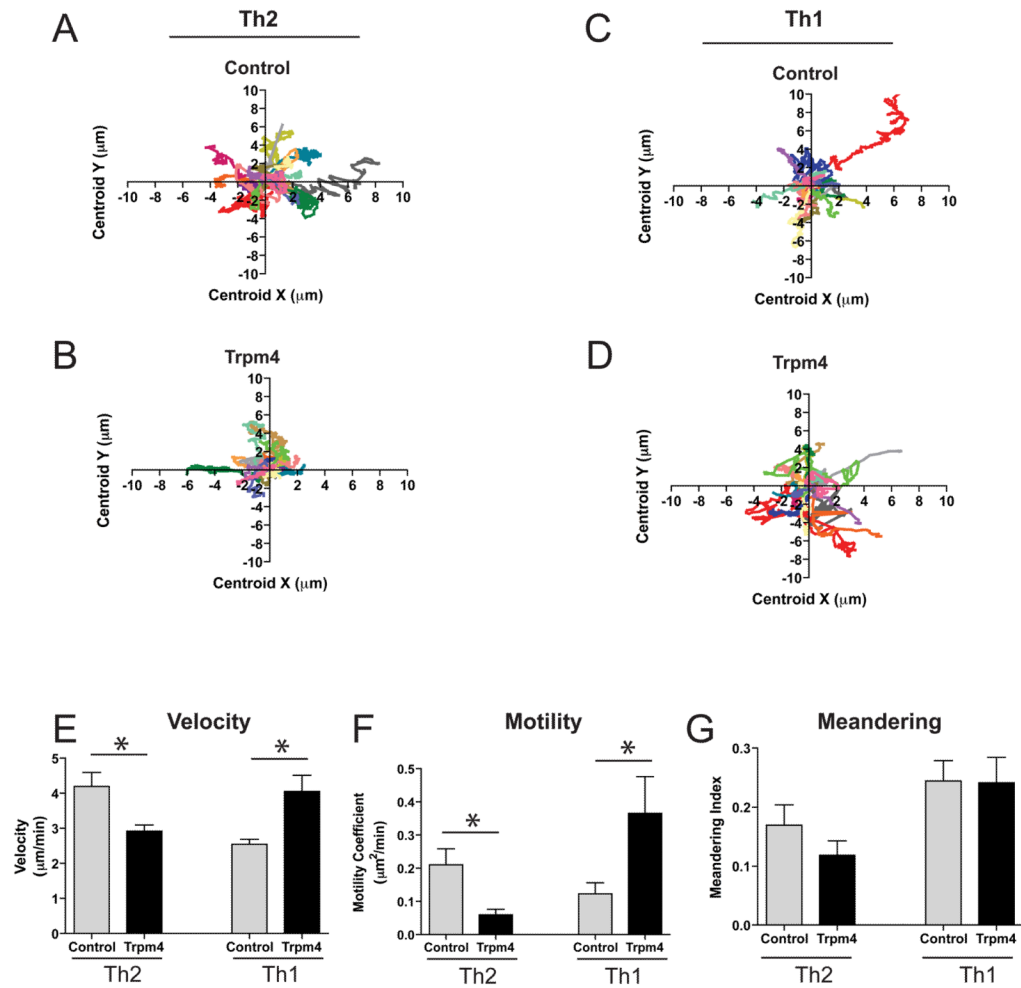 A
Th2
C
Th1
Control
Control
10
8
6
4
2
-2
-4
-6
-8
-10
-10 -8 -6 -4 -2 2 4 6 8 10
Centroid Y (μm)
Centroid X (μm)
10
8
6
4
2
-2
-4
-6
-8
-10
-10 -8 -6 -4 -2 2 4 6 8 10
Centroid Y (μm)
Centroid X (μm)
B
Trpm4
D
Trpm4
10
8
6
4
2
-2
-4
-6
-8
-10
-10 -8 -6 -4 -2 2 4 6 8 10
Centroid Y (μm)
Centroid X (μm)
10
8
6
4
2
-2
-4
-6
-8
-10
-10 -8 -6 -4 -2 2 4 6 8 10
Centroid Y (μm)
Centroid X (μm)
E
Velocity
*
*
5
4
3
2
1
0
Velocity
(μm/min)
Control Trpm4 Control Trpm4
Th2 Th1
F
Motility
*
*
0.5
0.4
0.3
0.2
0.1
0.0
Motility Coefficient
(μm²/min)
Control Trpm4 Control Trpm4
Th2 Th1
G
Meandering
0.3
0.2
0.1
0.0
Meandering Index
Control Trpm4 Control Trpm4
Th2 Th1